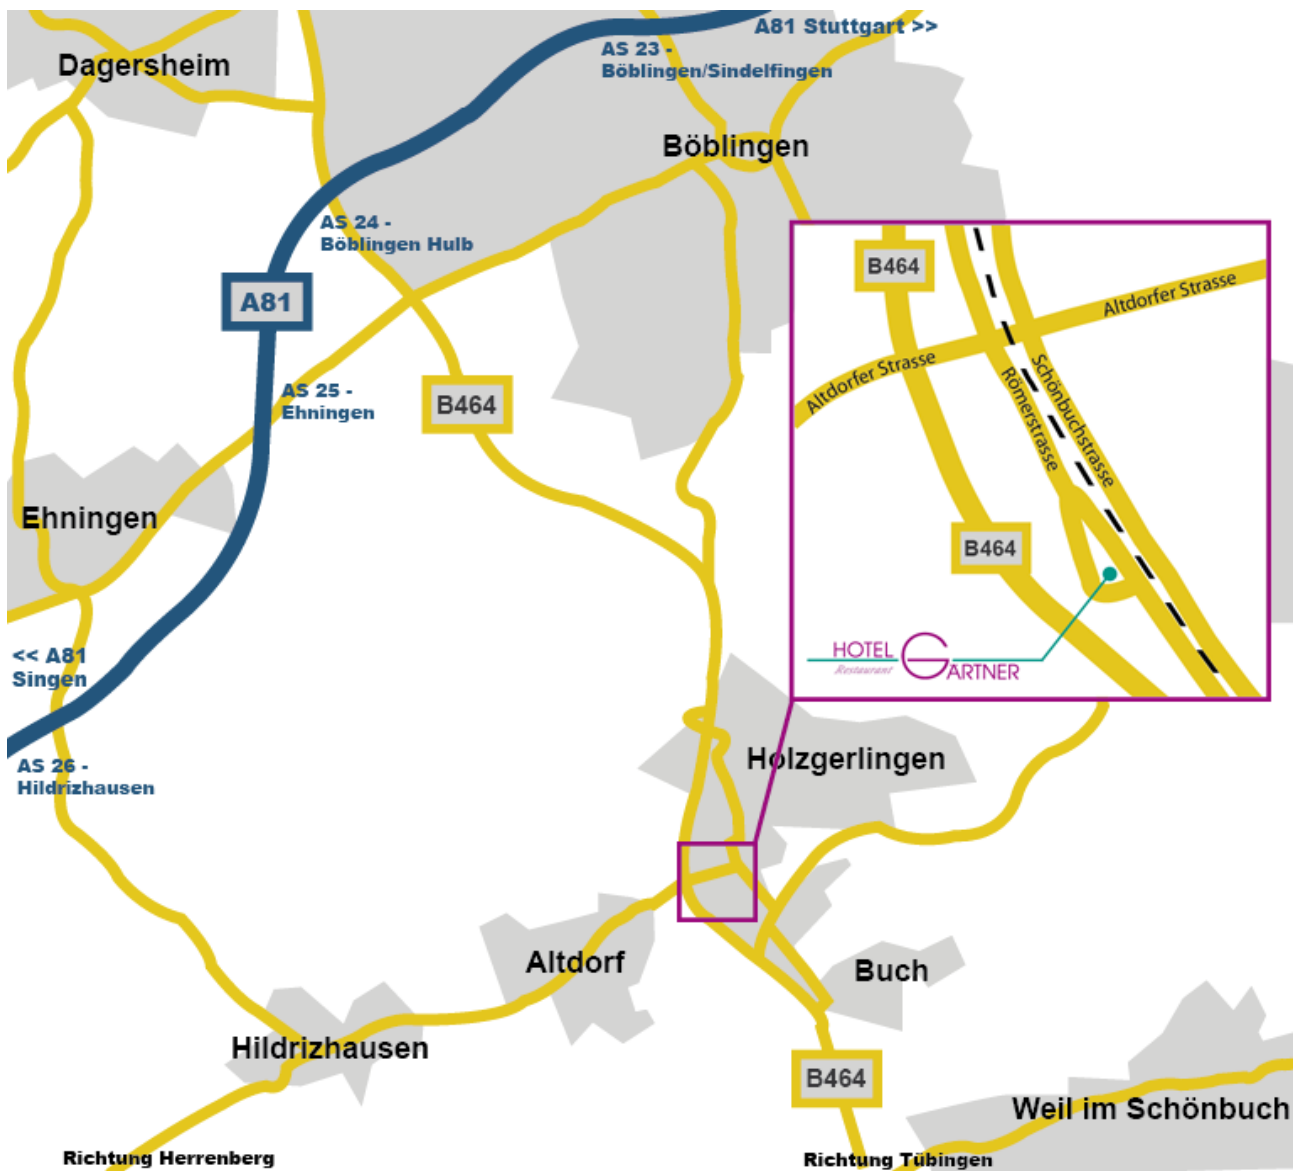 A81 Stuttgart >>
AS 23 -
Böblingen/Sindelfingen
Dagersheim
Böblingen
AS 24 -
Böblingen Hulb
A81
AS 25 -
Ehningen
B464
Ehningen
<< A81
Singen
AS 26 -
Hildrizhausen
B464
Altdorfer Strasse
Altdorfer Strasse
Schönbuchstrasse
Römerstrasse
B464
HOTEL
Restaurant
GÄRTNER
Holzgerlingen
Altdorf
Buch
Hildrizhausen
B464
Weil im Schönbuch
Richtung Herrenberg
Richtung Tübingen